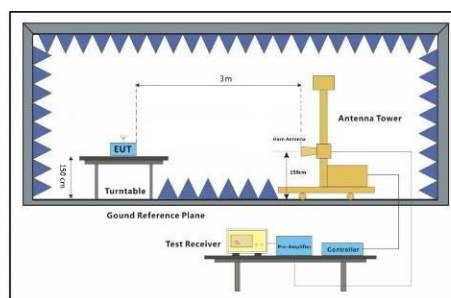 3m
Horn Antenna
Antenna Tower
EUT
150 cm
150cm
Turntable
Gound Reference Plane
Test Receiver
Pre-Amplifier
Controller